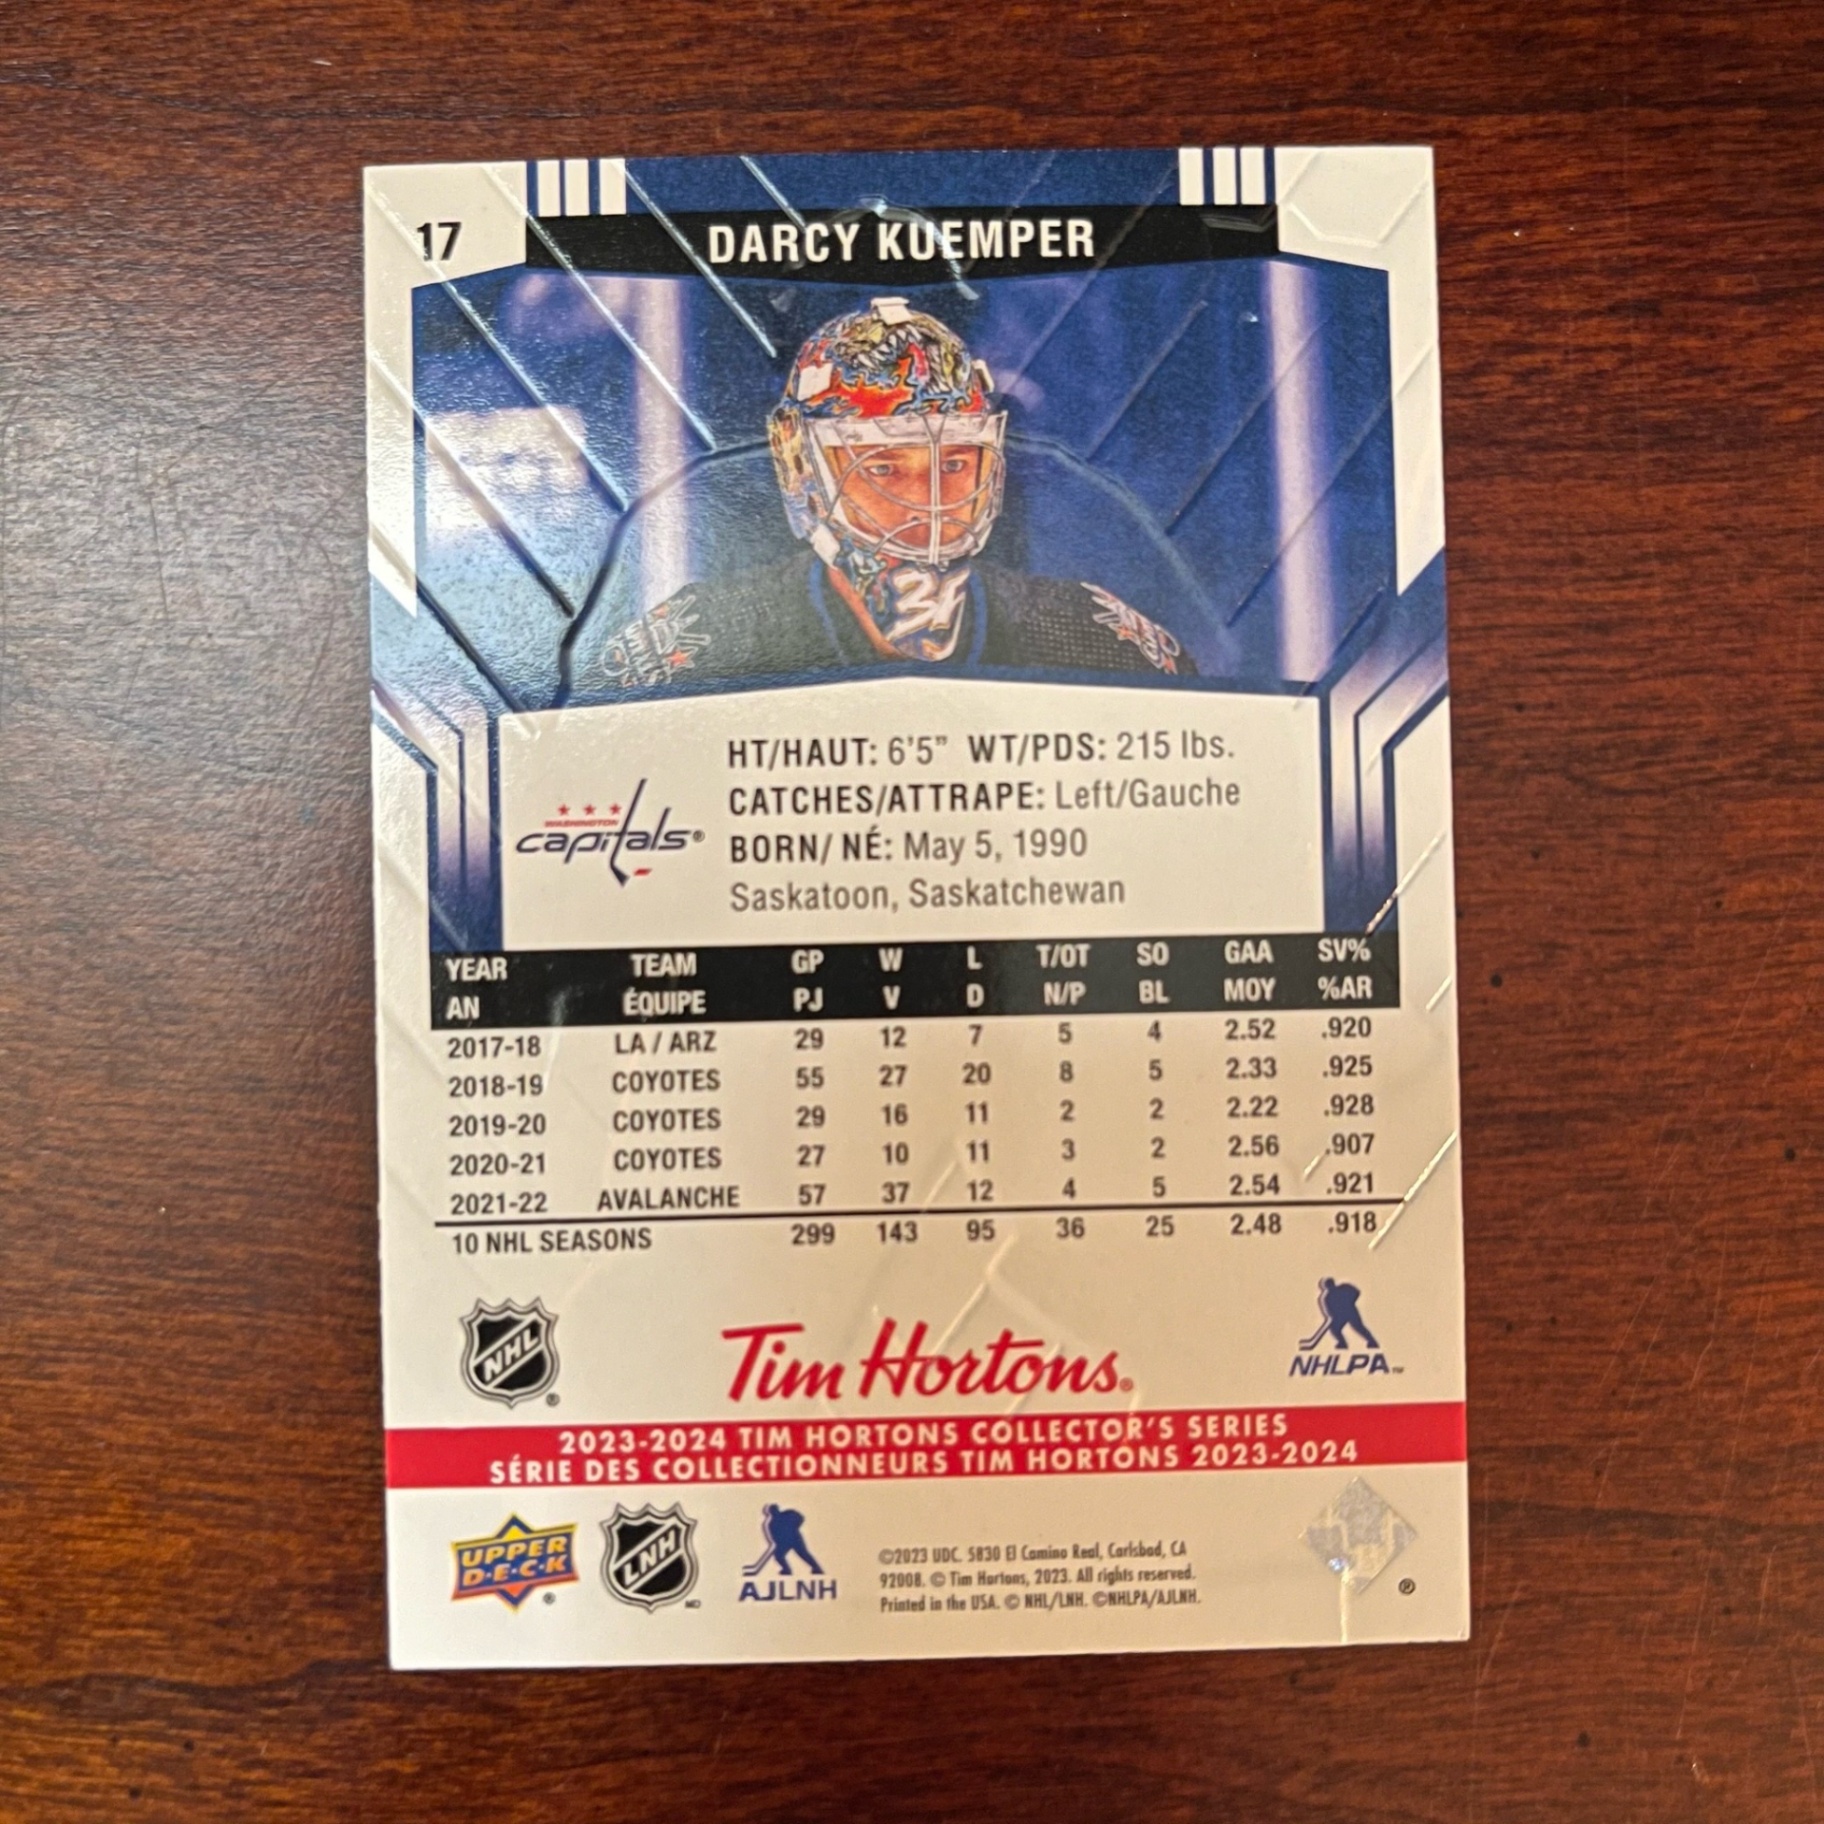 17
DARCY KUEMPER
HT/HAUT: 6'5" WT/PDS: 215 lbs.
CATCHES/ATTRAPE: Left/Gauche
BORN/ NÉ: May 5, 1990
Saskatoon, Saskatchewan
WASHINGTON
capitals®
YEAR TEAM GP W L T/OT SO GAA SV%
AN ÉQUIPE PJ V D N/P BL MOY %AR
2017-18 LA / ARZ 29 12 7 5 4 2.52 .920
2018-19 COYOTES 55 27 20 8 5 2.33 .925
2019-20 COYOTES 29 16 11 2 2 2.22 .928
2020-21 COYOTES 27 10 11 3 2 2.56 .907
2021-22 AVALANCHE 57 37 12 4 5 2.54 .921
10 NHL SEASONS 299 143 95 36 25 2.48 .918
NHL ®
Tim Hortons®
NHLPA™
2023-2024 TIM HORTONS COLLECTOR'S SERIES
SÉRIE DES COLLECTIONNEURS TIM HORTONS 2023-2024
UPPER
D·E·C·K ®
LNH MD
AJLNH
©2023 UDC. 5830 El Camino Real, Carlsbad, CA
92008. © Tim Hortons, 2023. All rights reserved.
Printed in the USA. © NHL/LNH. ©NHLPA/AJLNH.
®